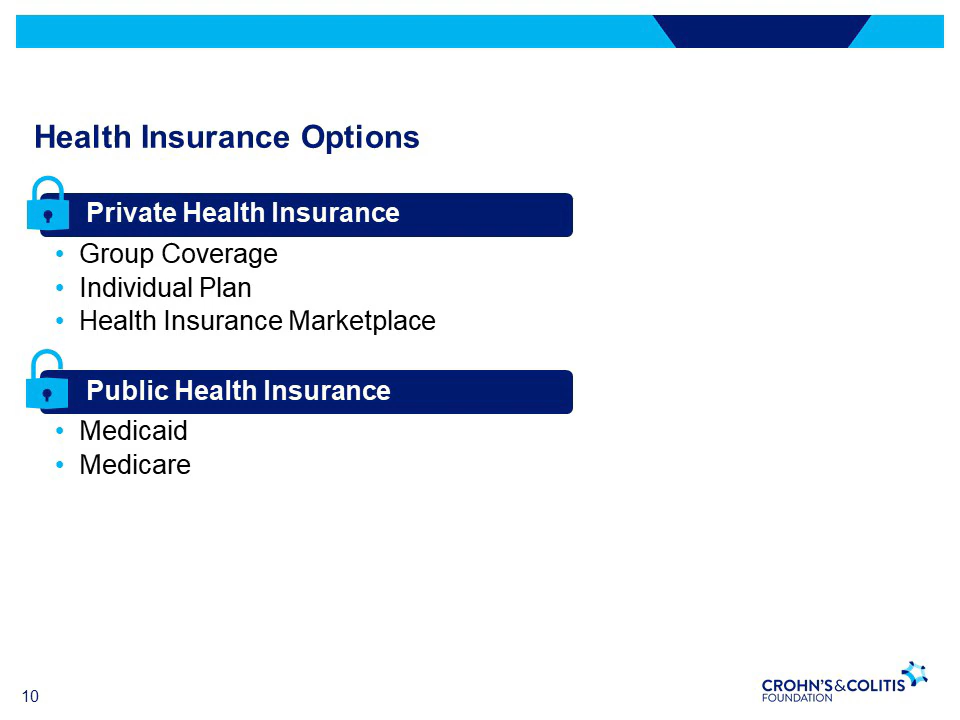 Health Insurance Options
Private Health Insurance
• Group Coverage
• Individual Plan
• Health Insurance Marketplace
Public Health Insurance
• Medicaid
• Medicare
10
CROHN'S&COLITIS
FOUNDATION